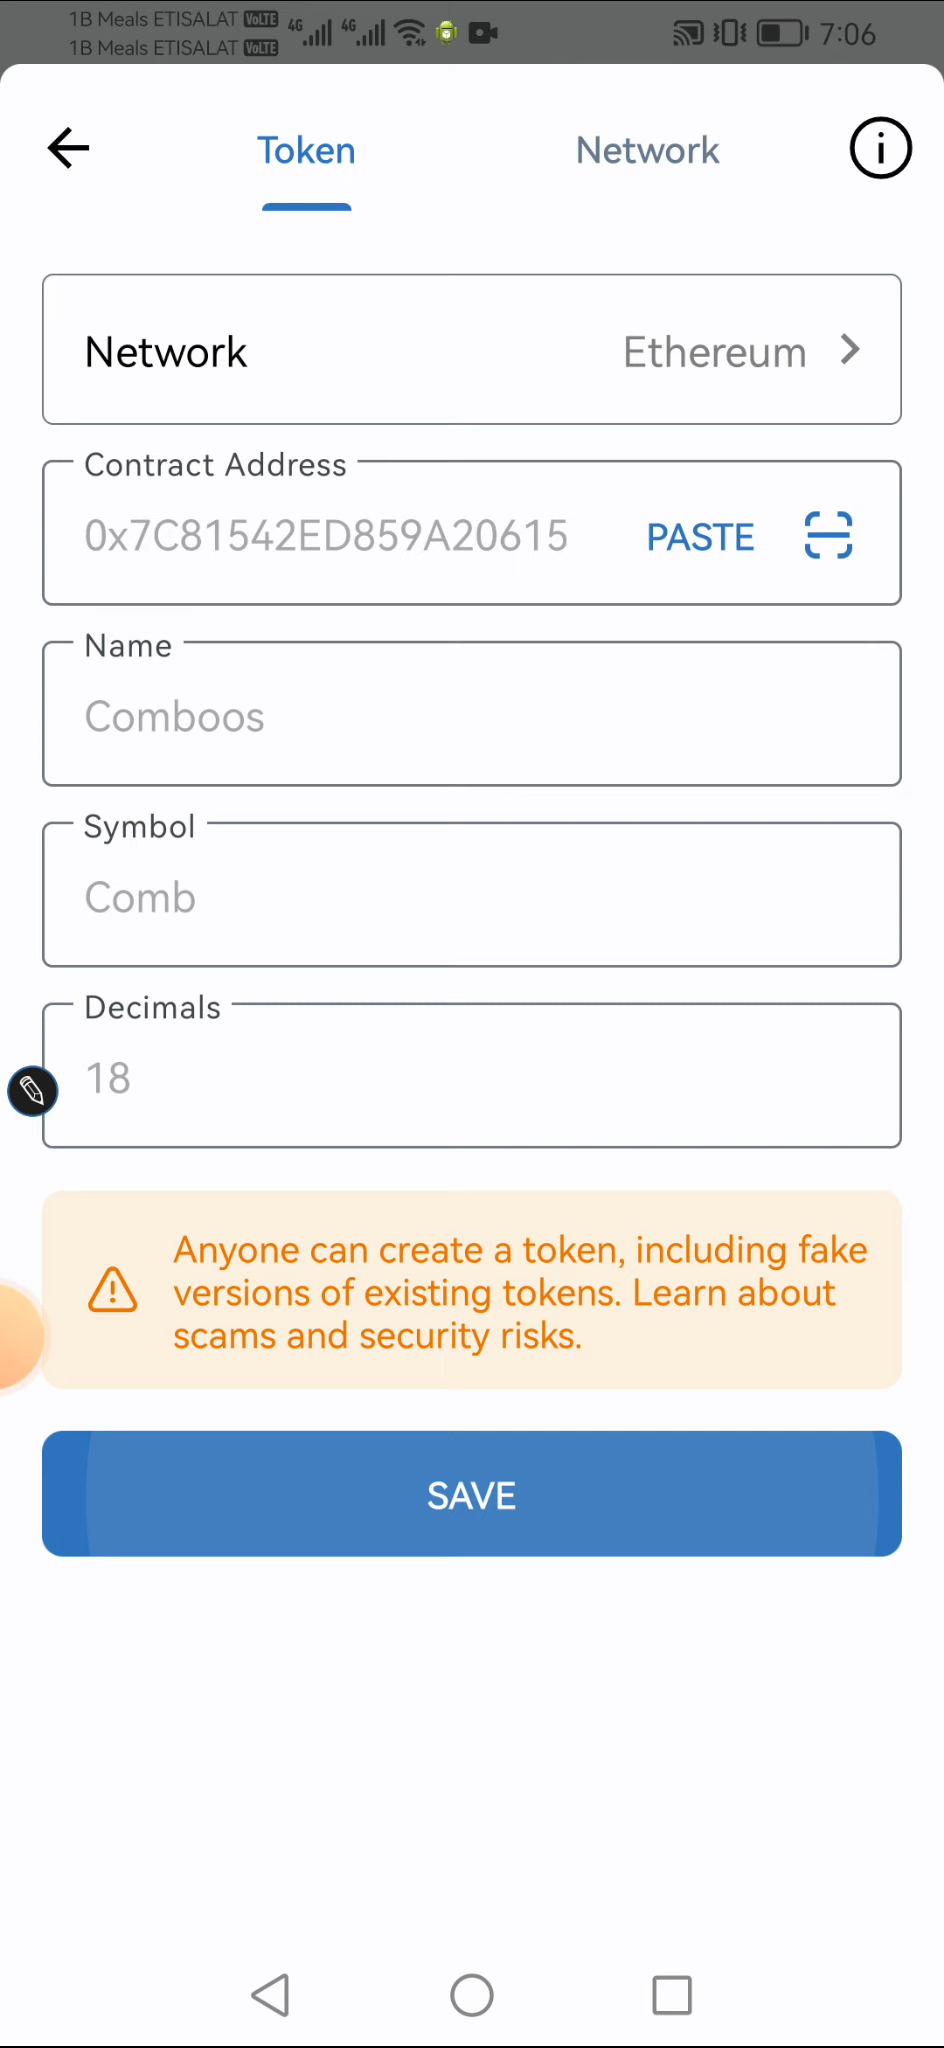 1B Meals ETISALAT VoLTE 4G 4G
1B Meals ETISALAT VoLTE
7:06
Token Network
Network Ethereum
Contract Address
0x7C81542ED859A20615 PASTE
Name
Comboos
Symbol
Comb
Decimals
18
Anyone can create a token, including fake
versions of existing tokens. Learn about
scams and security risks.
SAVE